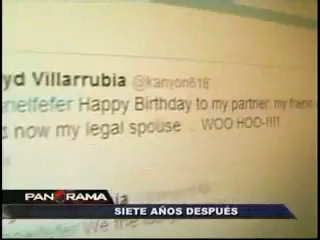 yd Villarrubia @kanyon618
nelfefer Happy Birthday to my partner, my friend
now my legal spouse .. WOO HOO-!!!!
PANORAMA
SIETE AÑOS DESPUÉS